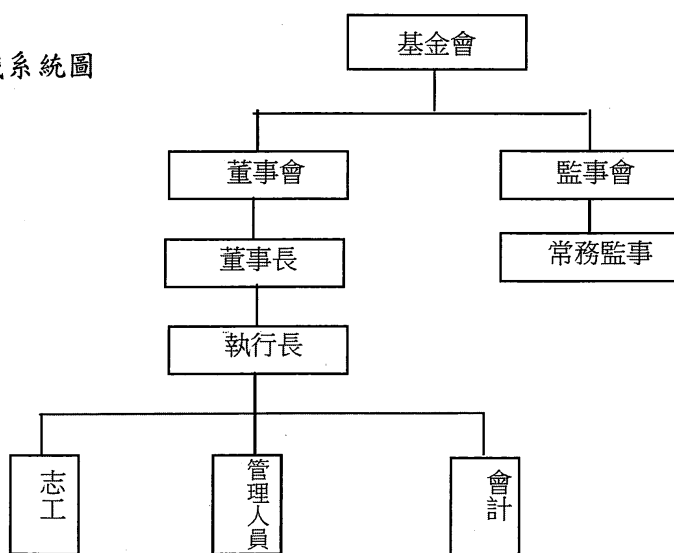 系統圖
基金會
董事會
監事會
董事長
常務監事
執行長
志工
管理人員
會計